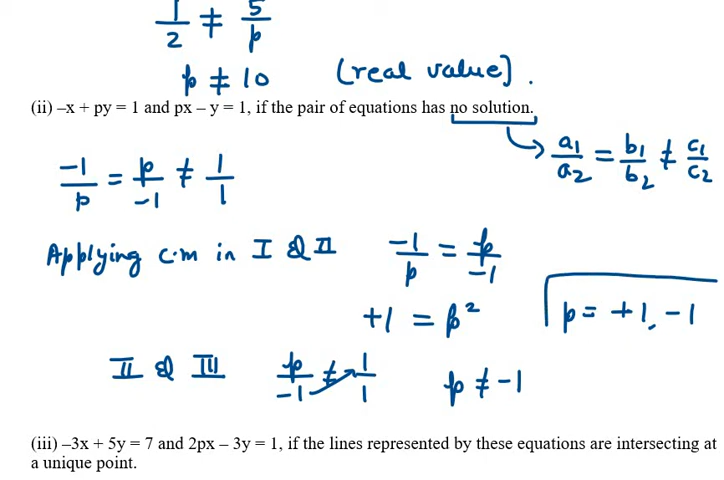 1/2 ≠ 5/p
p ≠ 10 (real value).
(ii) –x + py = 1 and px – y = 1, if the pair of equations has no solution.
a1/a2 = b1/b2 ≠ c1/c2
-1/p = p/-1 ≠ 1/1
Applying c.m in I & II -1/p = p/-1
+1 = p² p = +1, -1
II & III p/-1 ≠ 1/1 p ≠ -1
(iii) –3x + 5y = 7 and 2px – 3y = 1, if the lines represented by these equations are intersecting at
a unique point.